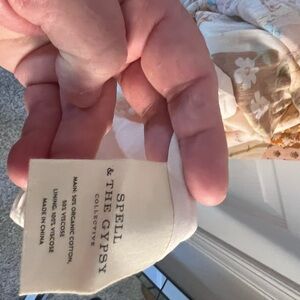 SPELL
& THE GYPSY
COLLECTIVE
MAIN: 50% ORGANIC COTTON,
50% VISCOSE
LINING: 100% VISCOSE
MADE IN CHINA